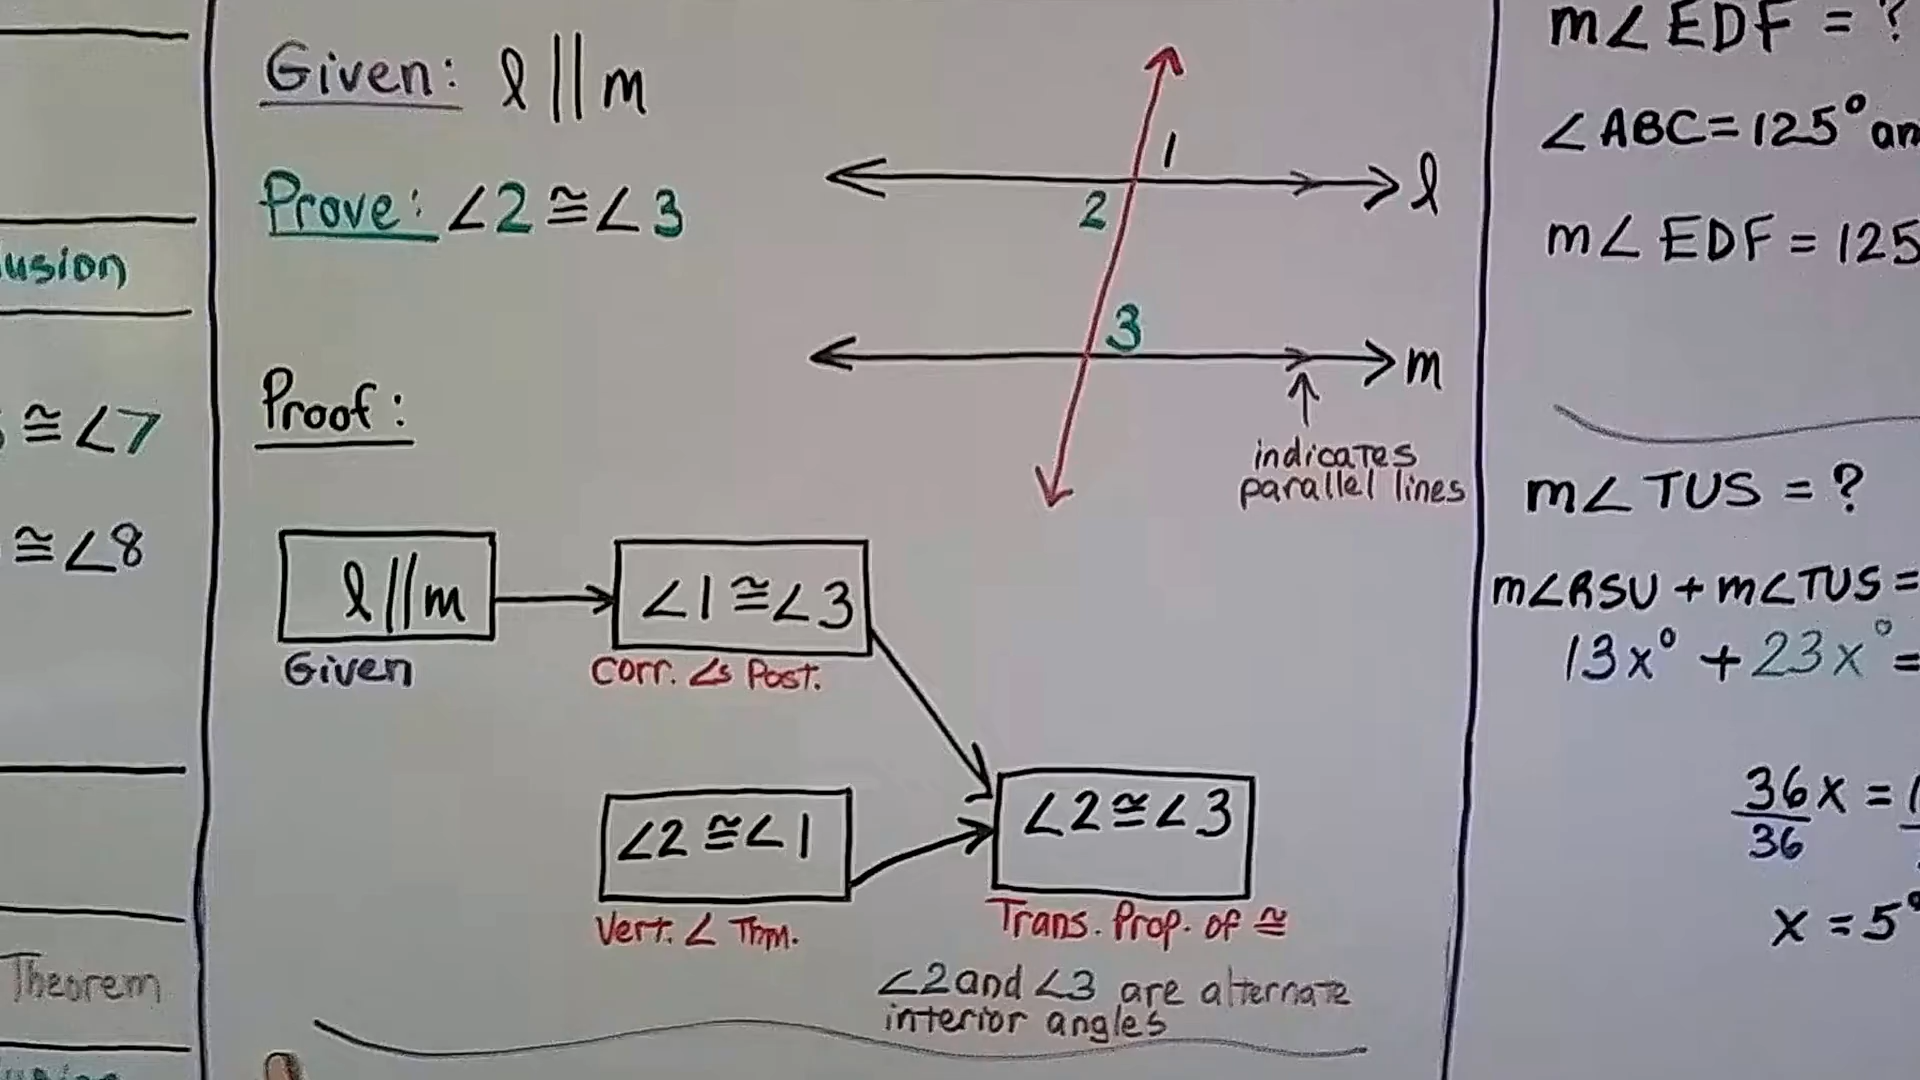 usion
≅ ∠7
≅ ∠8
Theorem
Given: l || m
Prove: ∠2 ≅ ∠3
1
2
l
3
m
indicates
parallel lines
Proof:
l || m
Given
∠1 ≅ ∠3
Corr. ∠s Post.
∠2 ≅ ∠1
Vert. ∠ Thm.
∠2 ≅ ∠3
Trans. Prop. of ≅
∠2 and ∠3 are alternate
interior angles
m∠EDF = ?
∠ABC = 125° an
m∠EDF = 125
m∠TUS = ?
m∠RSU + m∠TUS =
13x° + 23x° =
36x =
36
x = 5°